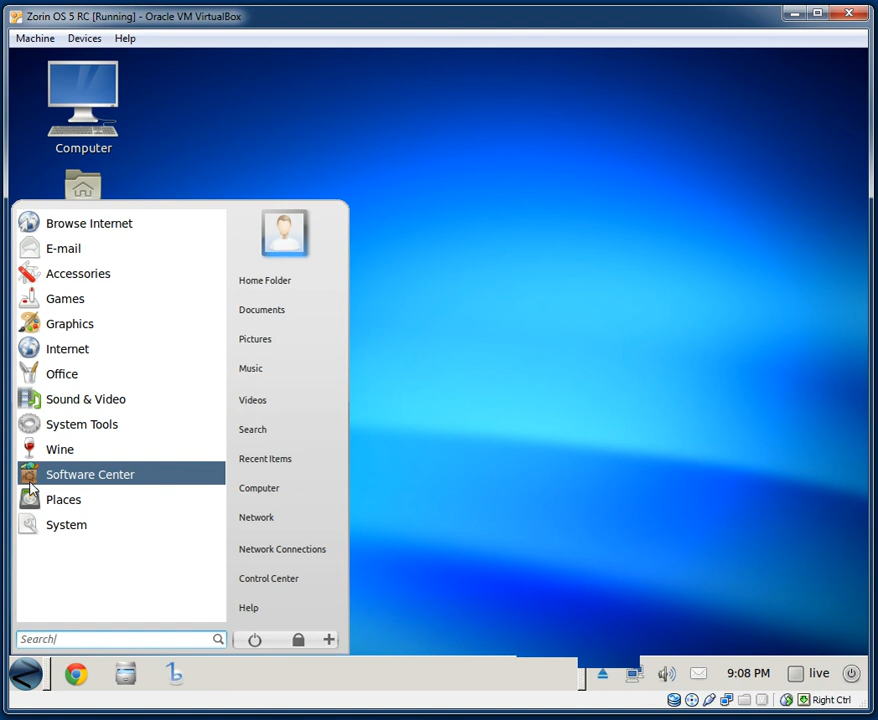 Zorin OS 5 RC [Running] - Oracle VM VirtualBox
Machine Devices Help
Computer
Browse Internet
E-mail
Accessories
Games
Graphics
Internet
Office
Sound & Video
System Tools
Wine
Software Center
Places
System
Search
Home Folder
Documents
Pictures
Music
Videos
Search
Recent Items
Computer
Network
Network Connections
Control Center
Help
9:08 PM live
Right Ctrl